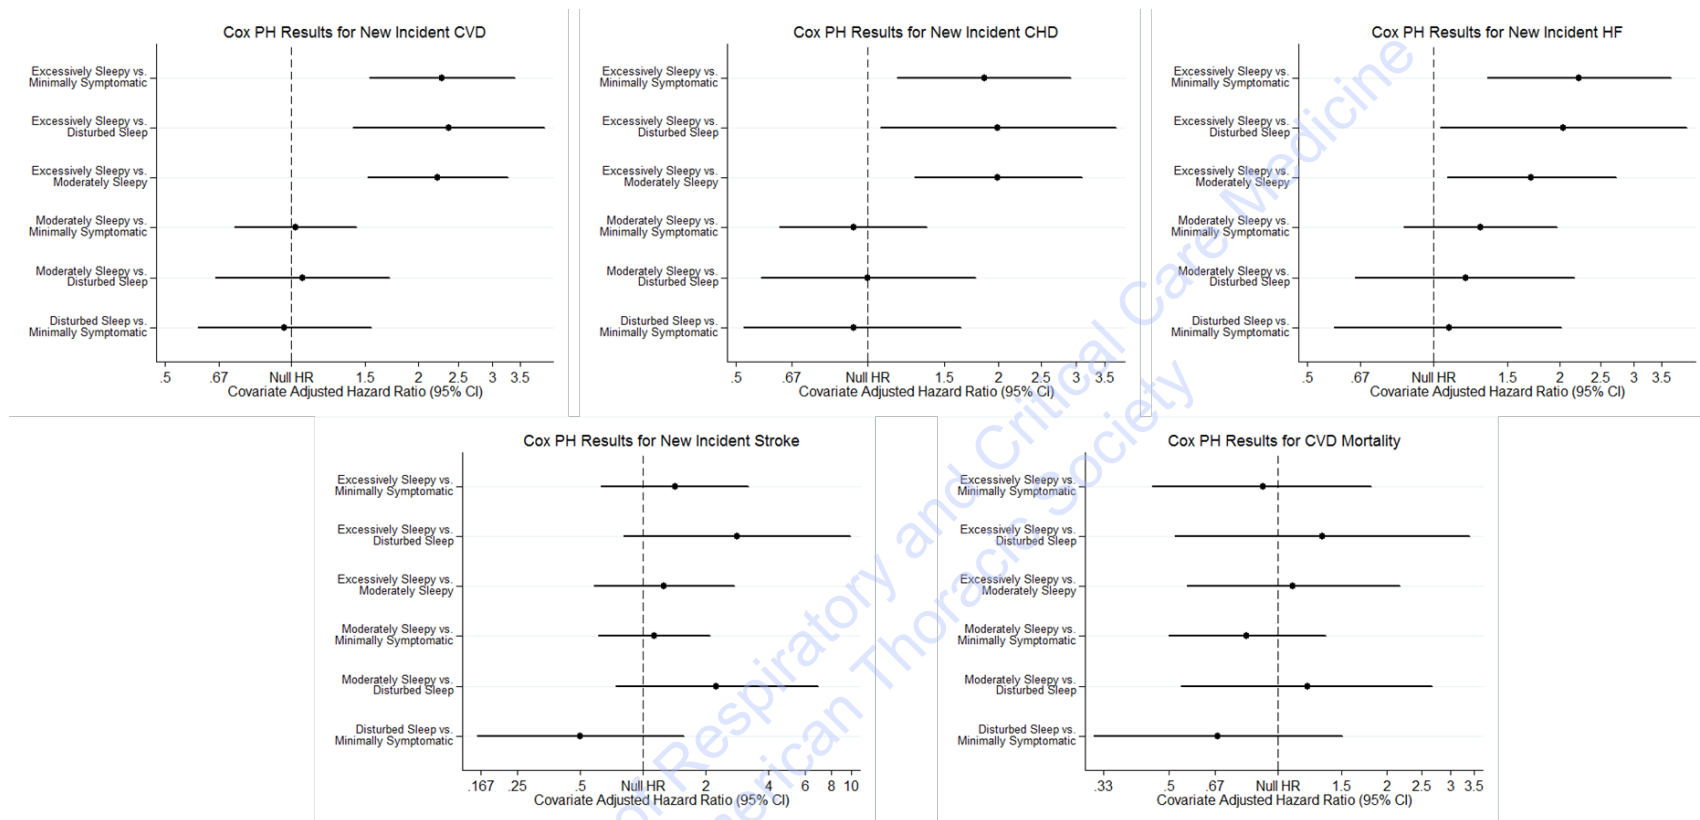 Cox PH Results for New Incident CVD
Excessively Sleepy vs.
Minimally Symptomatic
Excessively Sleepy vs.
Disturbed Sleep
Excessively Sleepy vs.
Moderately Sleepy
Moderately Sleepy vs.
Minimally Symptomatic
Moderately Sleepy vs.
Disturbed Sleep
Disturbed Sleep vs.
Minimally Symptomatic
.5 .67 Null HR 1.5 2 2.5 3 3.5
Covariate Adjusted Hazard Ratio (95% CI)
Cox PH Results for New Incident CHD
Excessively Sleepy vs.
Minimally Symptomatic
Excessively Sleepy vs.
Disturbed Sleep
Excessively Sleepy vs.
Moderately Sleepy
Moderately Sleepy vs.
Minimally Symptomatic
Moderately Sleepy vs.
Disturbed Sleep
Disturbed Sleep vs.
Minimally Symptomatic
.5 .67 Null HR 1.5 2 2.5 3 3.5
Covariate Adjusted Hazard Ratio (95% CI)
Cox PH Results for New Incident HF
Excessively Sleepy vs.
Minimally Symptomatic
Excessively Sleepy vs.
Disturbed Sleep
Excessively Sleepy vs.
Moderately Sleepy
Moderately Sleepy vs.
Minimally Symptomatic
Moderately Sleepy vs.
Disturbed Sleep
Disturbed Sleep vs.
Minimally Symptomatic
.5 .67 Null HR 1.5 2 2.5 3 3.5
Covariate Adjusted Hazard Ratio (95% CI)
Cox PH Results for New Incident Stroke
Excessively Sleepy vs.
Minimally Symptomatic
Excessively Sleepy vs.
Disturbed Sleep
Excessively Sleepy vs.
Moderately Sleepy
Moderately Sleepy vs.
Minimally Symptomatic
Moderately Sleepy vs.
Disturbed Sleep
Disturbed Sleep vs.
Minimally Symptomatic
.167 .25 .5 Null HR 2 4 6 8 10
Covariate Adjusted Hazard Ratio (95% CI)
Cox PH Results for CVD Mortality
Excessively Sleepy vs.
Minimally Symptomatic
Excessively Sleepy vs.
Disturbed Sleep
Excessively Sleepy vs.
Moderately Sleepy
Moderately Sleepy vs.
Minimally Symptomatic
Moderately Sleepy vs.
Disturbed Sleep
Disturbed Sleep vs.
Minimally Symptomatic
.33 .5 .67 Null HR 1.5 2 2.5 3 3.5
Covariate Adjusted Hazard Ratio (95% CI)
Respiratory and Critical Care Medicine
Thoracic Society